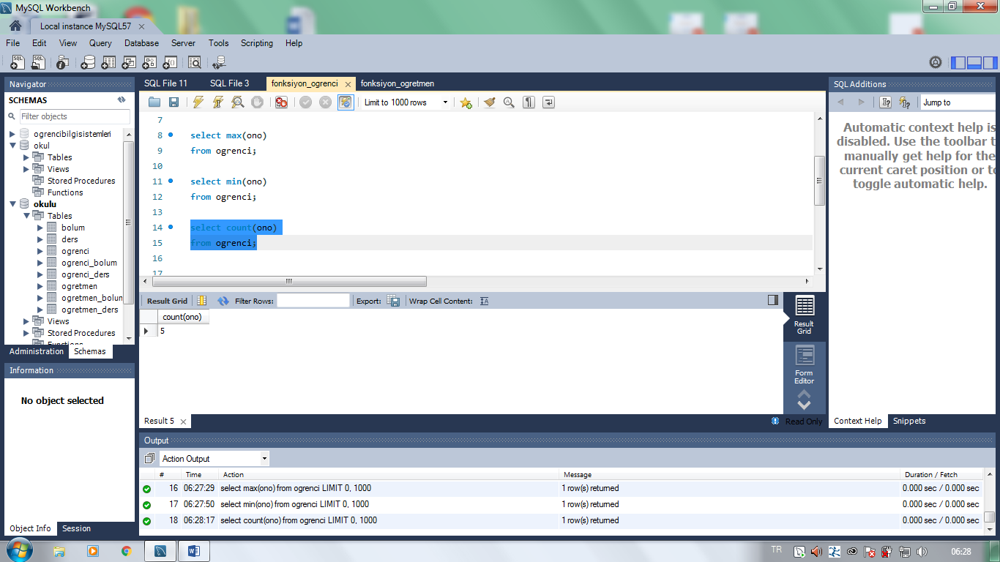 MySQL Workbench
Local instance MySQL57
File Edit View Query Database Server Tools Scripting Help
Navigator
SCHEMAS
Filter objects
ogrencibilgisistemleri
okul
Tables
Views
Stored Procedures
Functions
okulu
Tables
bolum
ders
ogrenci
ogrenci_bolum
ogrenci_ders
ogretmen
ogretmen_bolun
ogretmen_ders
Views
Stored Procedures
Functions
Administration Schemas
Information
No object selected
Object Info Session
SQL File 11 SQL File 3 fonksiyon_ogrenci fonksiyon_ogretmen
Limit to 1000 rows
7
8 select max(ono)
9 from ogrenci;
10
11 select min(ono)
12 from ogrenci;
13
14 select count(ono)
15 from ogrenci;
16
17
Result Grid Filter Rows: Export: Wrap Cell Content:
count(ono)
5
Result Grid
Form Editor
Result 5
Read Only
SQL Additions
Jump to
Automatic context help is
disabled. Use the toolbar t
manually get help for the
current caret position or to
toggle automatic help.
Context Help Snippets
Output
Action Output
# Time Action Message Duration / Fetch
16 06:27:29 select max(ono) from ogrenci LIMIT 0, 1000 1 row(s) returned 0.000 sec / 0.000 sec
17 06:27:50 select min(ono) from ogrenci LIMIT 0, 1000 1 row(s) returned 0.000 sec / 0.000 sec
18 06:28:17 select count(ono) from ogrenci LIMIT 0, 1000 1 row(s) returned 0.000 sec / 0.000 sec
TR
06:28